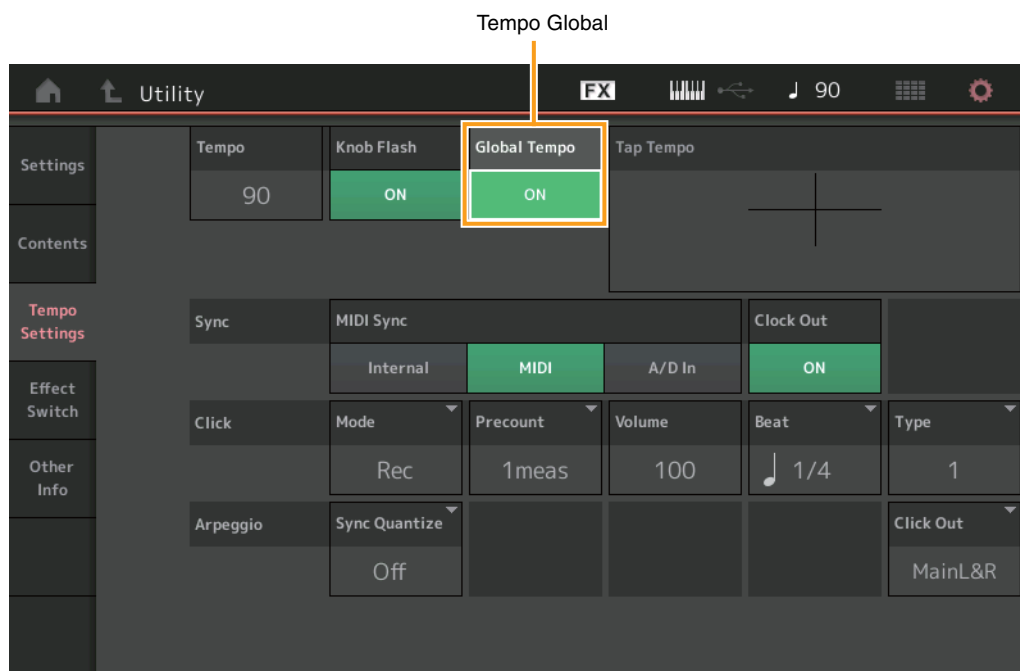 Tempo Global
Utility
FX
90
Settings
Contents
Tempo
Settings
Effect
Switch
Other
Info
Tempo
Knob Flash
Global Tempo
Tap Tempo
90
ON
ON
Sync
MIDI Sync
Clock Out
Internal
MIDI
A/D In
ON
Click
Mode
Precount
Volume
Beat
Type
Rec
1meas
100
1/4
1
Arpeggio
Sync Quantize
Click Out
Off
MainL&R